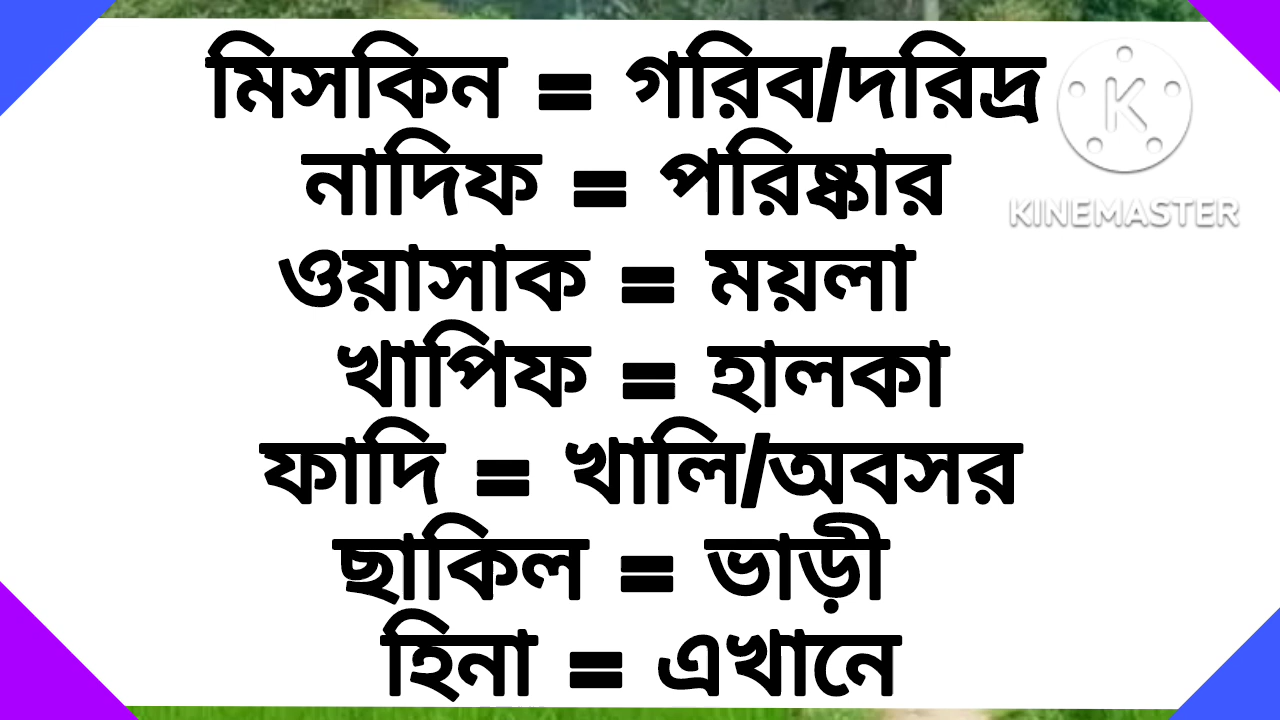 মিসকিন = গরিব/দরিদ্র
নাদিফ = পরিষ্কার
ওয়াসাক = ময়লা
খাপিফ = হালকা
ফাদি = খালি/অবসর
ছাকিল = ভাড়ী
হিনা = এখানে
K
KINEMASTER